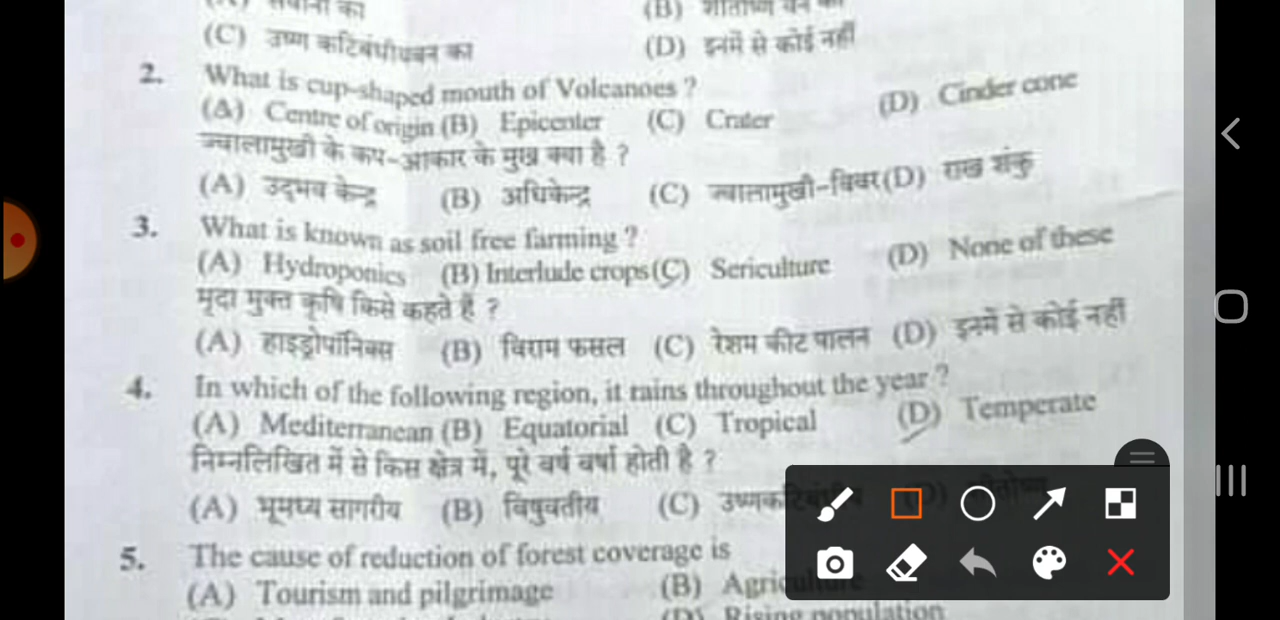 (C) उष्ण कटिबंधीयवन का (D) इनमें से कोई नहीं
2. What is cup-shaped mouth of Volcanoes ?
(A) Centre of origin (B) Epicenter (C) Crater (D) Cinder cone
ज्वालामुखी के कप-आकार के मुख क्या है ?
(A) उद्भव केन्द्र (B) अधिकेन्द्र (C) ज्वालामुखी-विवर (D) राख शंकु
3. What is known as soil free farming ?
(A) Hydroponics (B) Interlude crops (C) Sericulture (D) None of these
मृदा मुक्त कृषि किसे कहते हैं ?
(A) हाइड्रोपॉनिक्स (B) विराम फसल (C) रेशम कीट पालन (D) इनमें से कोई नहीं
4. In which of the following region, it rains throughout the year ?
(A) Mediterranean (B) Equatorial (C) Tropical (D) Temperate
निम्नलिखित में से किस क्षेत्र में, पूरे वर्ष वर्षा होती है ?
(A) भूमध्य सागरीय (B) विषुवतीय (C)
5. The cause of reduction of forest coverage is
(A) Tourism and pilgrimage (B) Agriculture
(D) Rising population